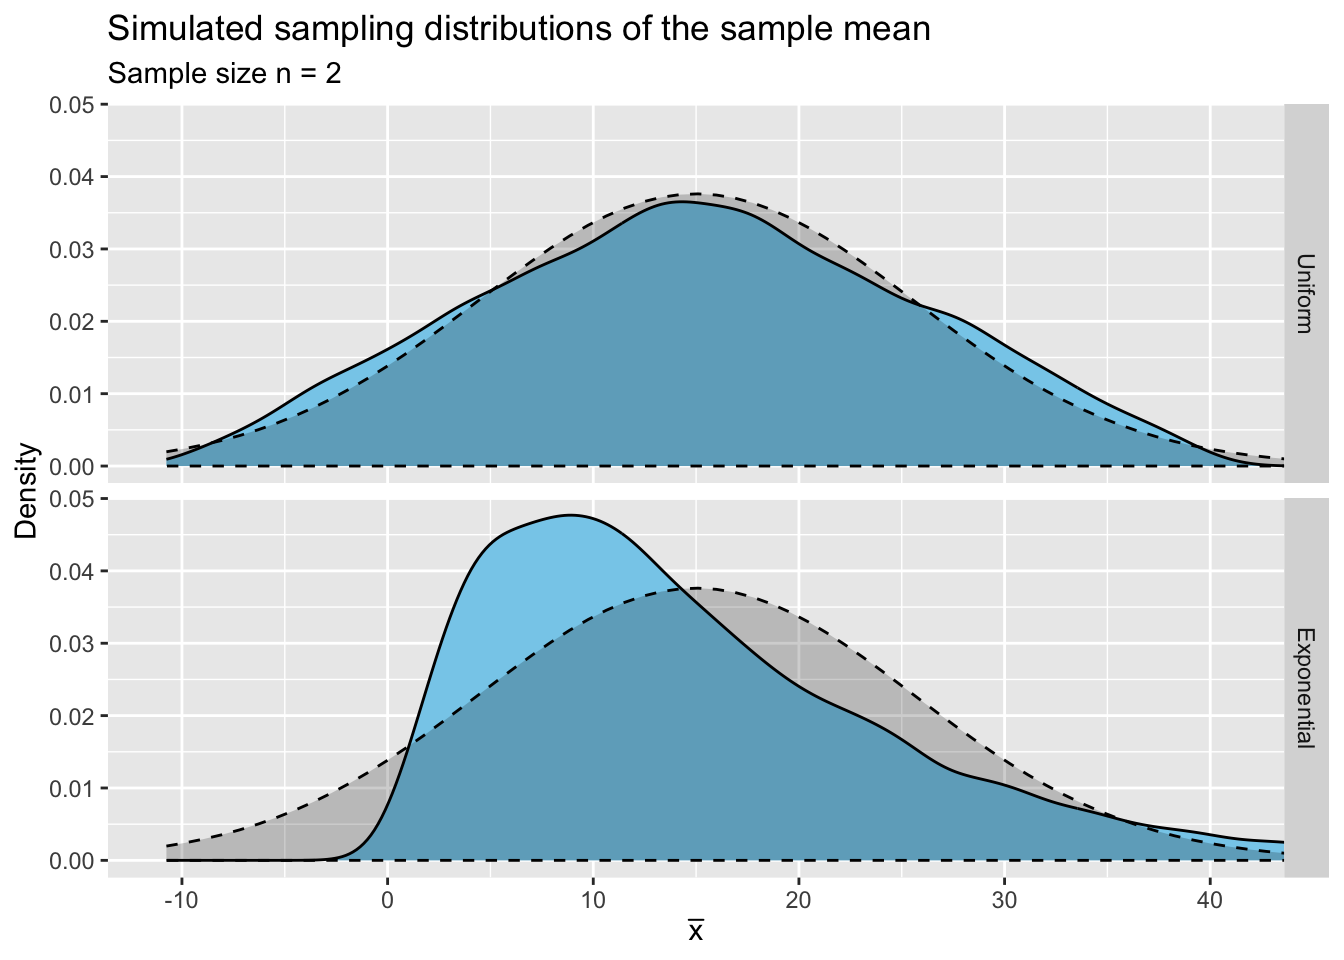 Simulated sampling distributions of the sample mean
Sample size n = 2
0.05
0.04
0.03
0.02
0.01
0.00
Uniform
Density
0.05
0.04
0.03
0.02
0.01
0.00
Exponential
-10 0 10 20 30 40
x̅